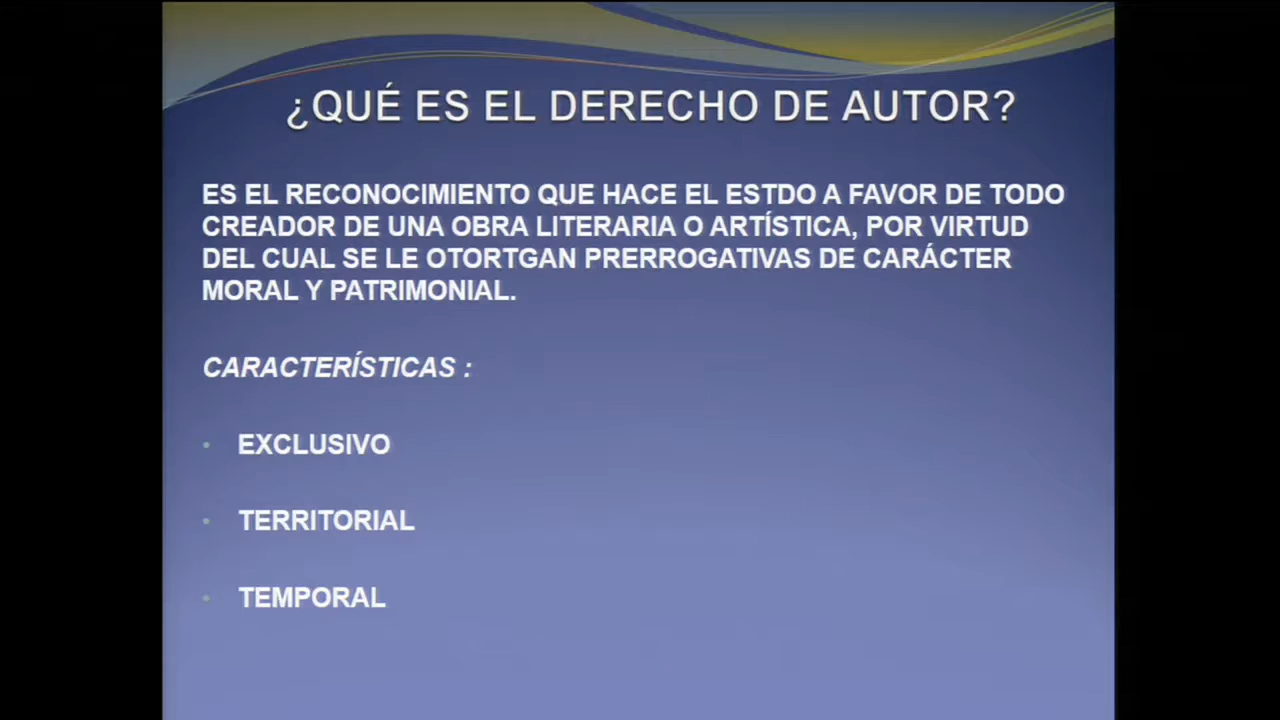 ¿QUÉ ES EL DERECHO DE AUTOR?
ES EL RECONOCIMIENTO QUE HACE EL ESTDO A FAVOR DE TODO
CREADOR DE UNA OBRA LITERARIA O ARTÍSTICA, POR VIRTUD
DEL CUAL SE LE OTORTGAN PRERROGATIVAS DE CARÁCTER
MORAL Y PATRIMONIAL.
CARACTERÍSTICAS :
• EXCLUSIVO
• TERRITORIAL
• TEMPORAL